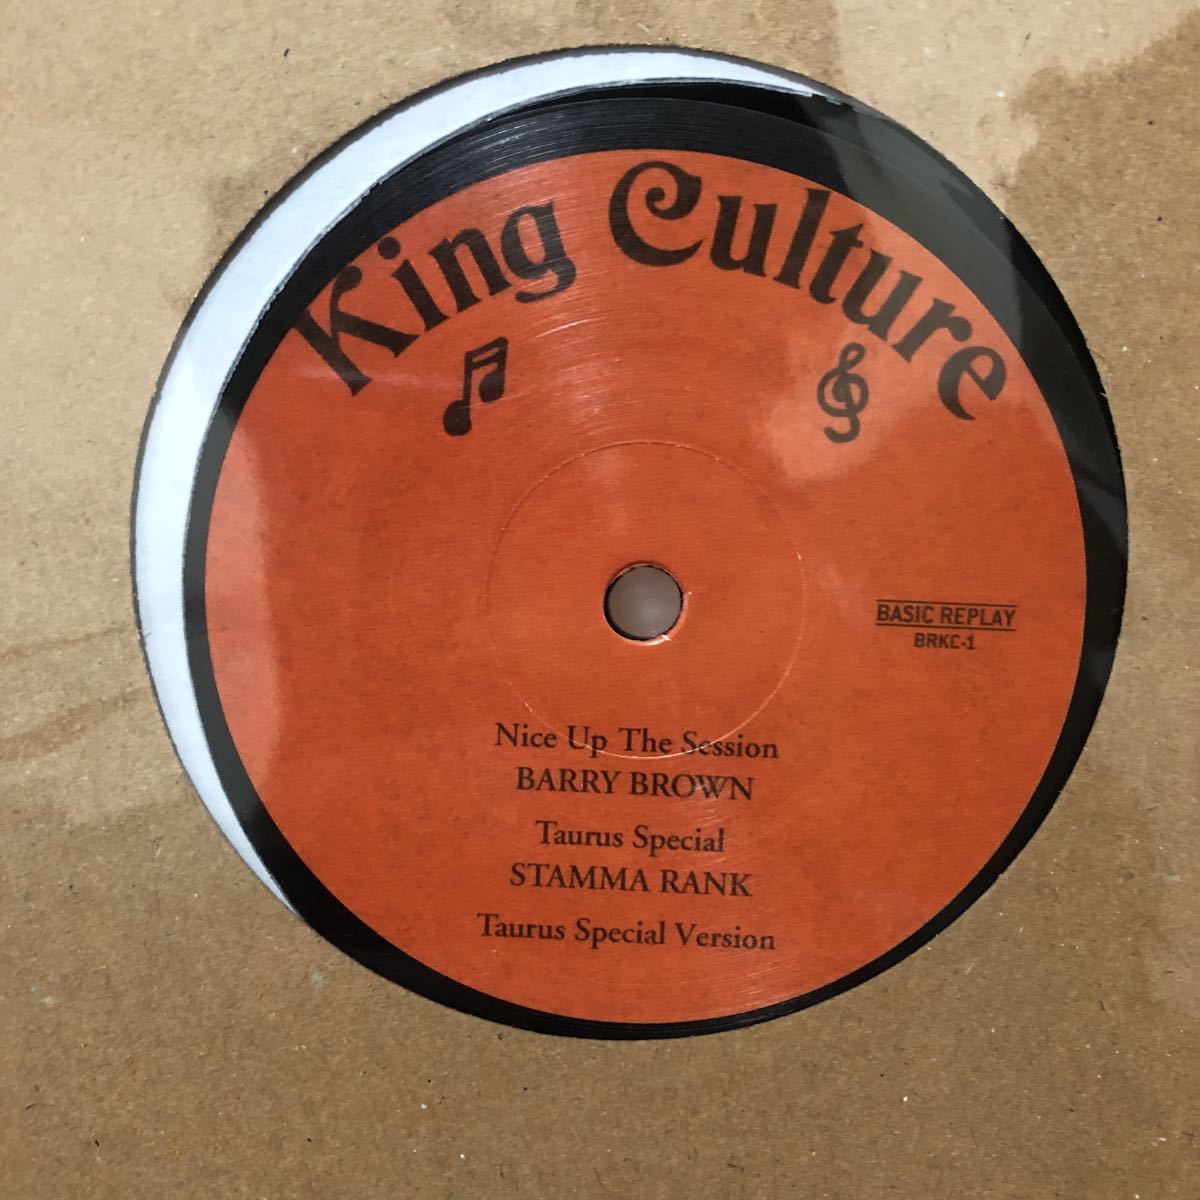 King Culture
BASIC REPLAY
BRKC-1
Nice Up The Session
BARRY BROWN
Taurus Special
STAMMA RANK
Taurus Special Version